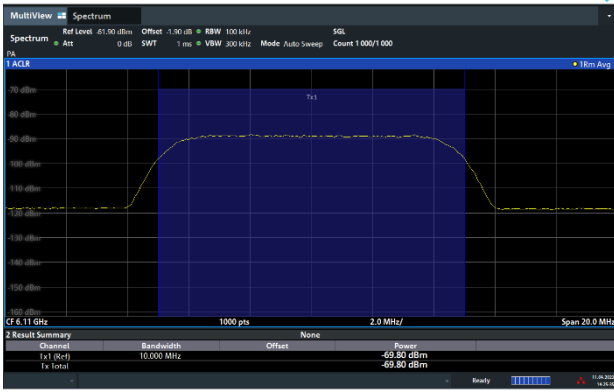 MultiView Spectrum
Ref Level -61.90 dBm Offset -1.90 dB RBW 100 kHz SGL
Spectrum Att 0 dB SWT 1 ms VBW 300 kHz Mode Auto Sweep Count 1 000/1 000
PA
1 ACLR 1Rm Avg
-70 dBm
Tx1
-80 dBm
-90 dBm
-100 dBm
-110 dBm
-120 dBm
-130 dBm
-140 dBm
-150 dBm
-160 dBm
CF 6.11 GHz 1000 pts 2.0 MHz/ Span 20.0 MHz
2 Result Summary None
Channel Bandwidth Offset Power
Tx1 (Ref) 10.000 MHz -69.80 dBm
Tx Total -69.80 dBm
Ready